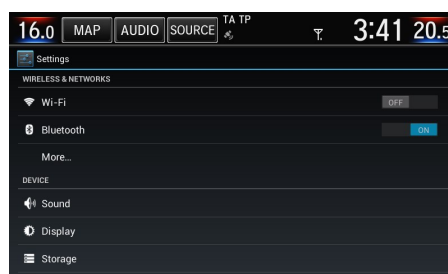 16.0 MAP AUDIO SOURCE TA TP 3:41 20.5
Settings
WIRELESS & NETWORKS
Wi-Fi OFF
Bluetooth ON
More...
DEVICE
Sound
Display
Storage